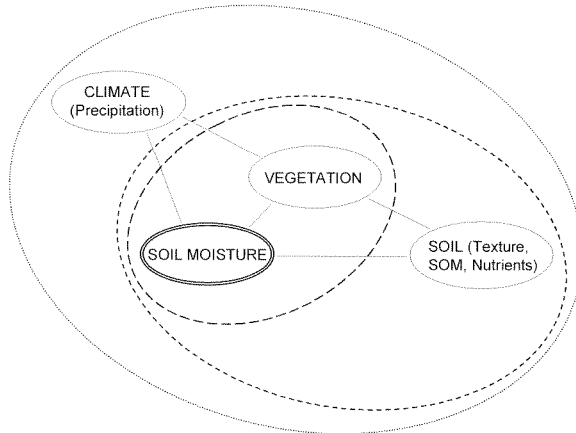 CLIMATE
(Precipitation)
VEGETATION
SOIL MOISTURE
SOIL (Texture,
SOM, Nutrients)